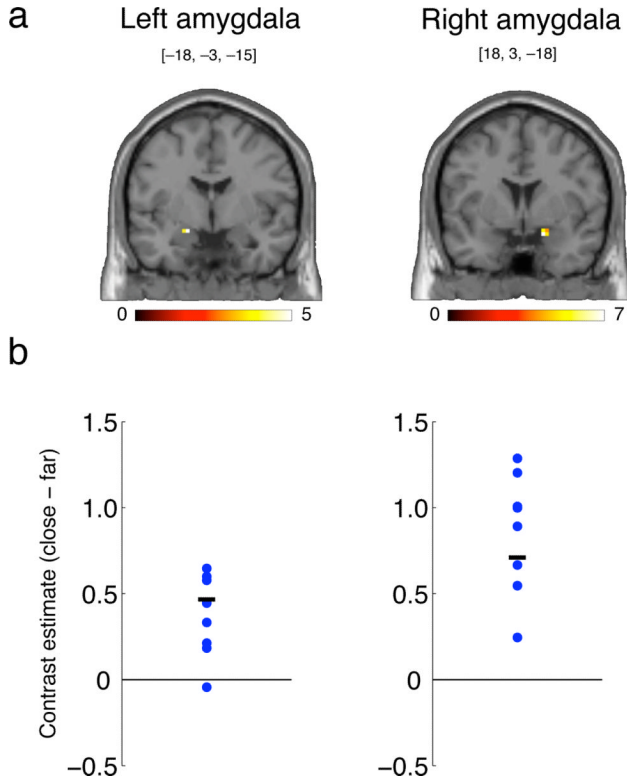 a
Left amygdala
Right amygdala
[–18, –3, –15]
[18, 3, –18]
0
5
0
7
b
Contrast estimate (close – far)
1.5
1.0
0.5
0
–0.5
1.5
1.0
0.5
0
–0.5